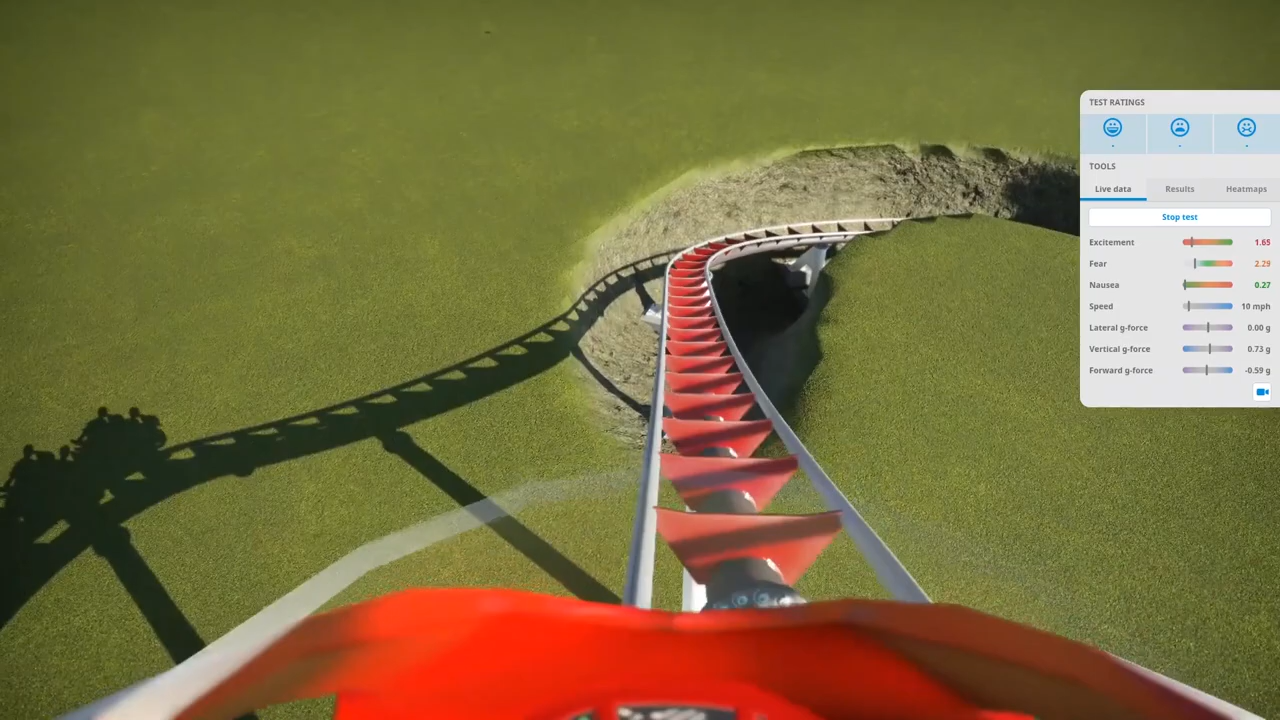 TEST RATINGS
- - -
TOOLS
Live data Results Heatmaps
Stop test
Excitement 1.65
Fear 2.29
Nausea 0.27
Speed 10 mph
Lateral g-force 0.00 g
Vertical g-force 0.73 g
Forward g-force -0.59 g